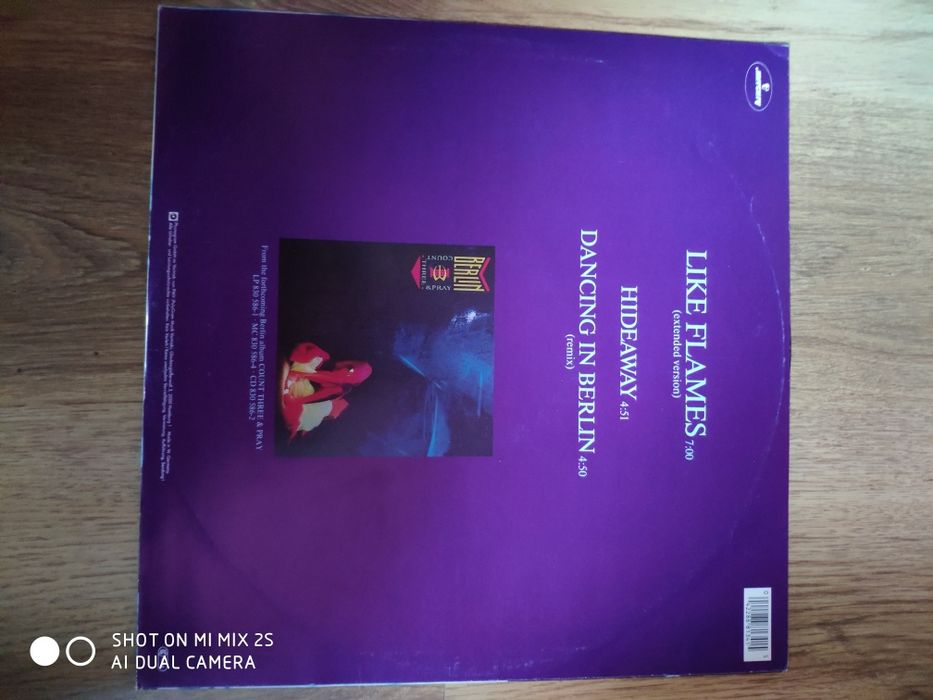 mercury
LIKE FLAMES 7:00
(extended version)
HIDEAWAY 4:51
DANCING IN BERLIN 4:50
(remix)
BERLIN
COUNT 3
THREE & PRAY
From the forthcoming Berlin album COUNT THREE & PRAY
LP 830 586-1 · MC 830 586-4 · CD 830 586-2
SHOT ON MI MIX 2S
AI DUAL CAMERA